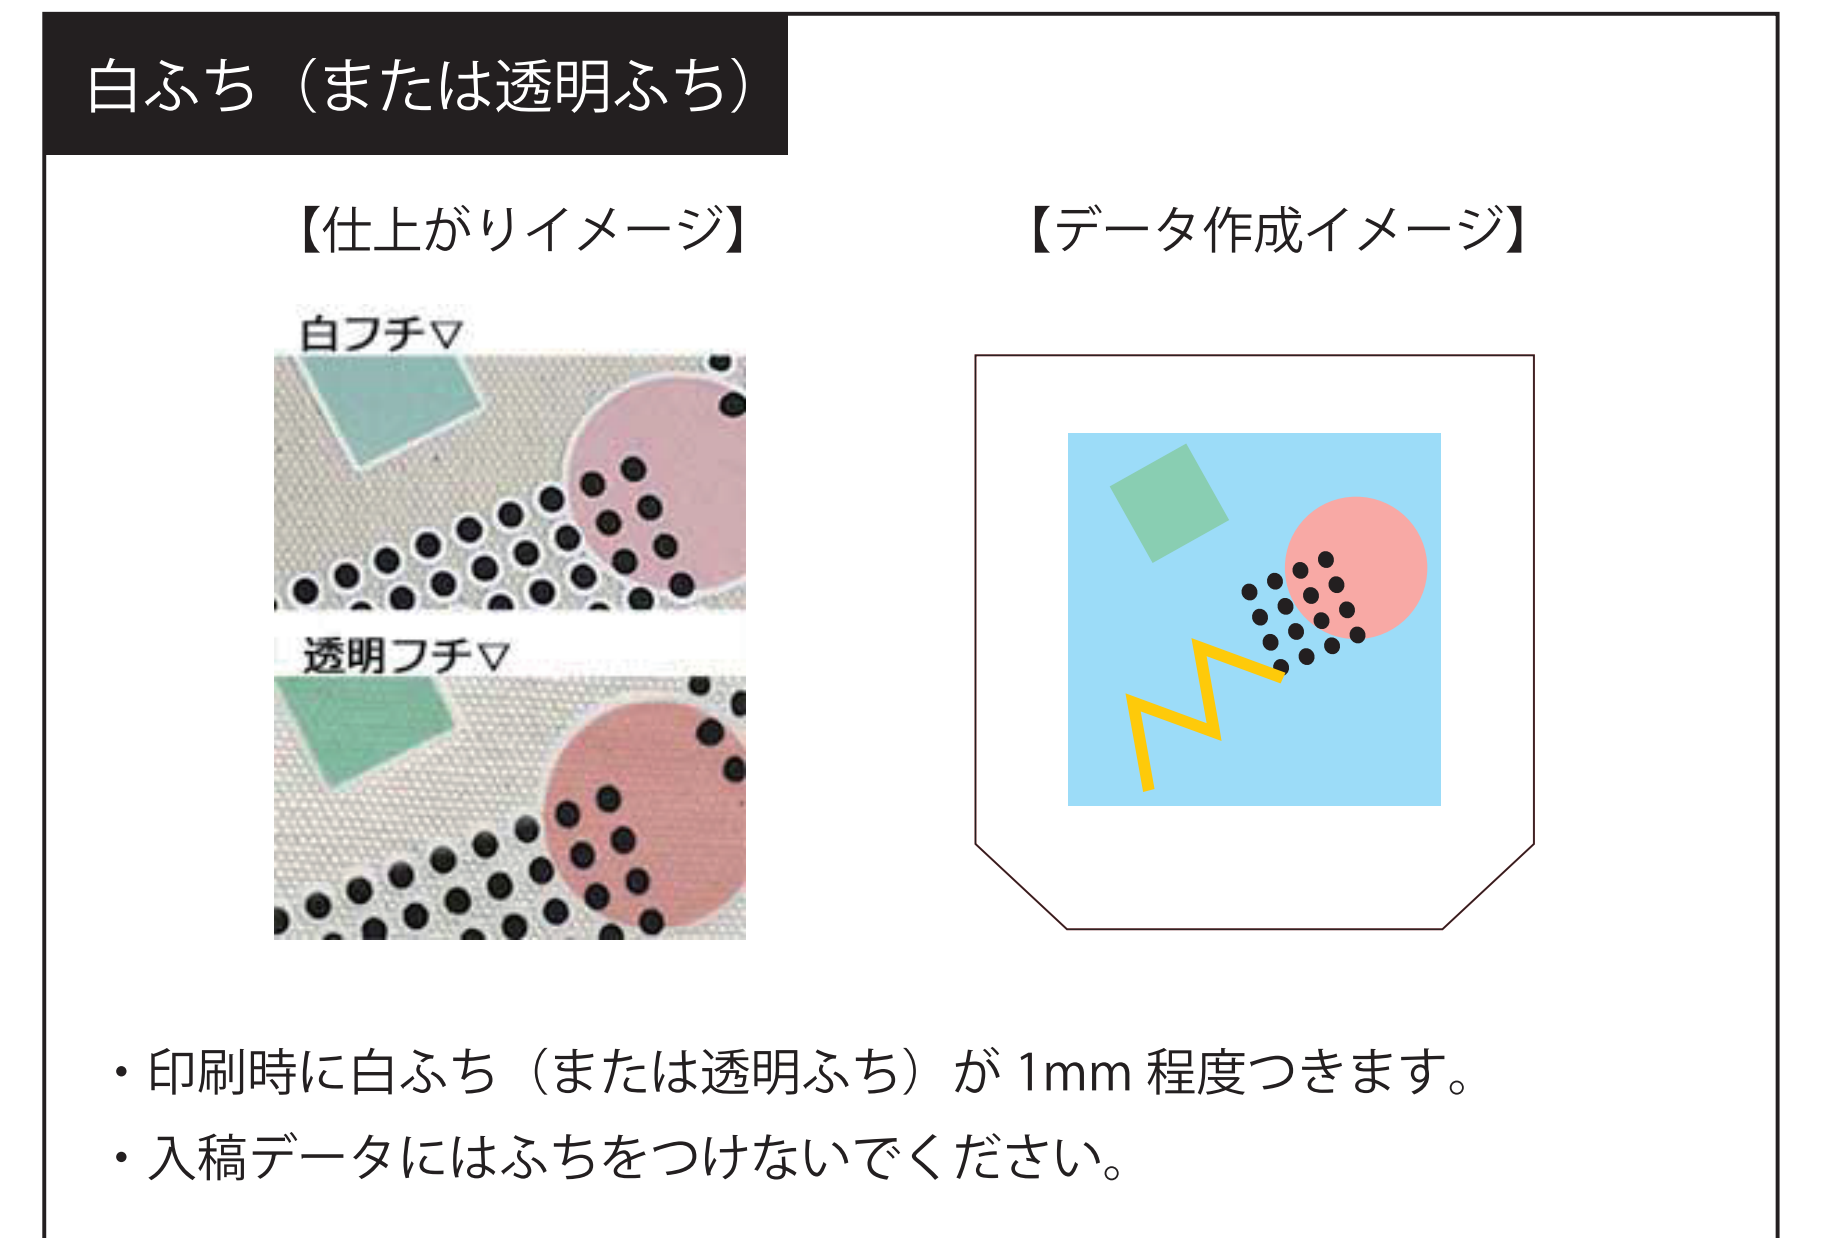 白ふち（または透明ふち）
【仕上がりイメージ】
白フチ▽
透明フチ▽
【データ作成イメージ】
・印刷時に白ふち（または透明ふち）が 1mm 程度つきます。
・入稿データにはふちをつけないでください。